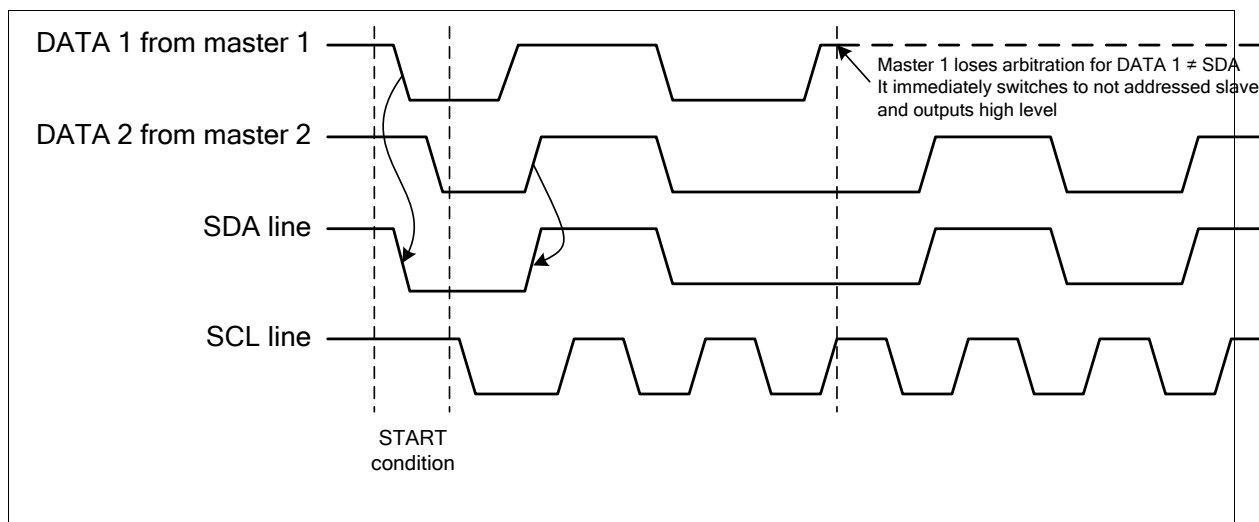 DATA 1 from master 1
Master 1 loses arbitration for DATA 1 ≠ SDA
It immediately switches to not addressed slave
and outputs high level
DATA 2 from master 2
SDA line
SCL line
START
condition